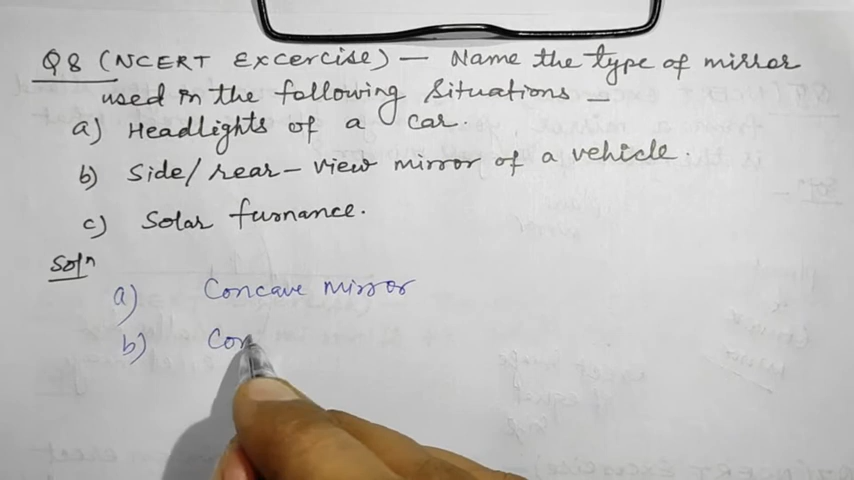 Q8 (NCERT Excercise) — Name the type of mirror
used in the following Situations —
a) Headlights of a car.
b) Side/rear-view mirror of a vehicle.
c) Solar furnance.
Solⁿ
a) Concave mirror
b) Con